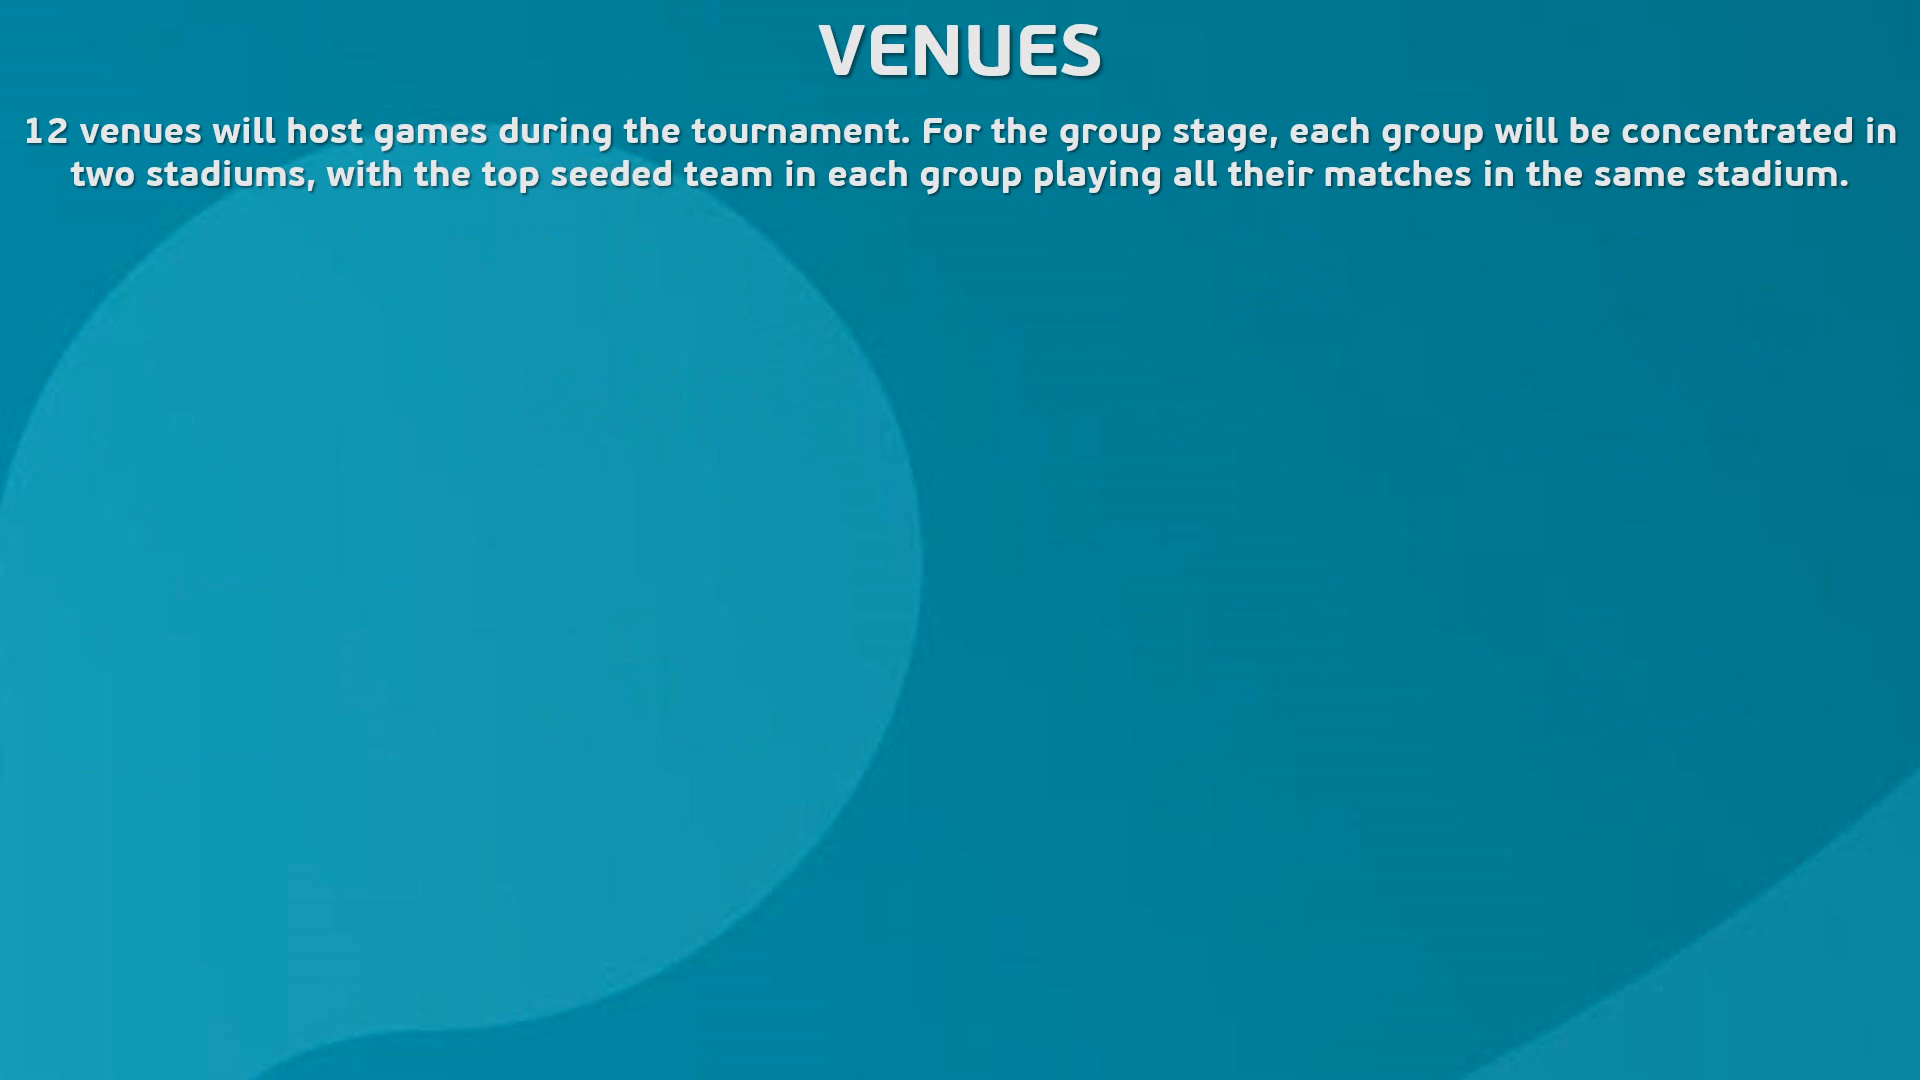 VENUES
12 venues will host games during the tournament. For the group stage, each group will be concentrated in
two stadiums, with the top seeded team in each group playing all their matches in the same stadium.